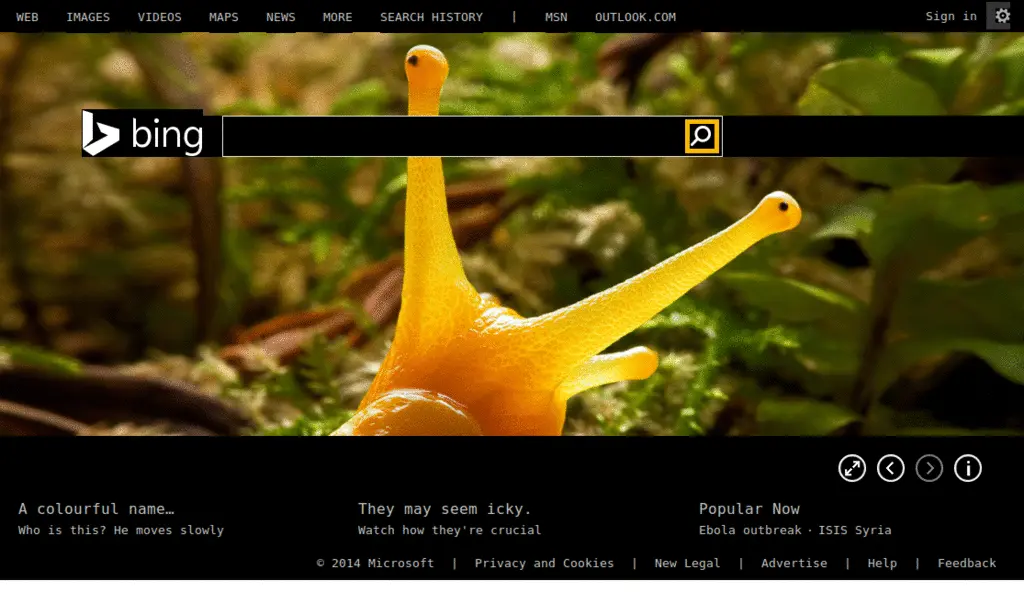 WEB IMAGES VIDEOS MAPS NEWS MORE SEARCH HISTORY | MSN OUTLOOK.COM Sign in
bing
A colourful name…
Who is this? He moves slowly
They may seem icky.
Watch how they're crucial
Popular Now
Ebola outbreak · ISIS Syria
© 2014 Microsoft | Privacy and Cookies | New Legal | Advertise | Help | Feedback